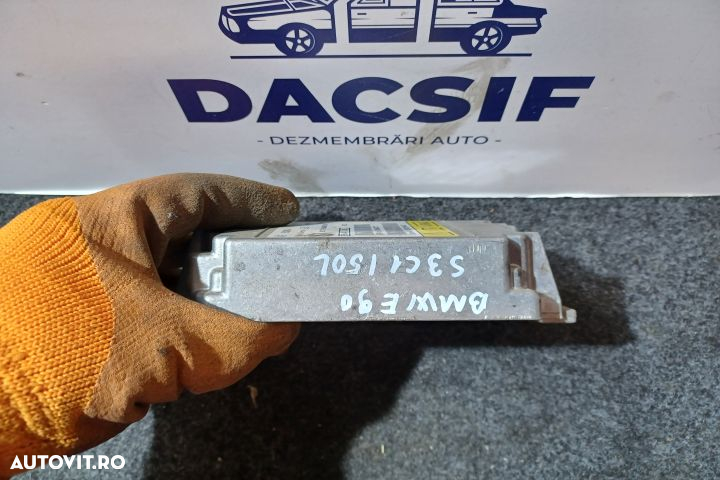 DACSIF
- DEZMEMBRĂRI AUTO -
BMW E90
S3C1150L
AUTOVIT.RO